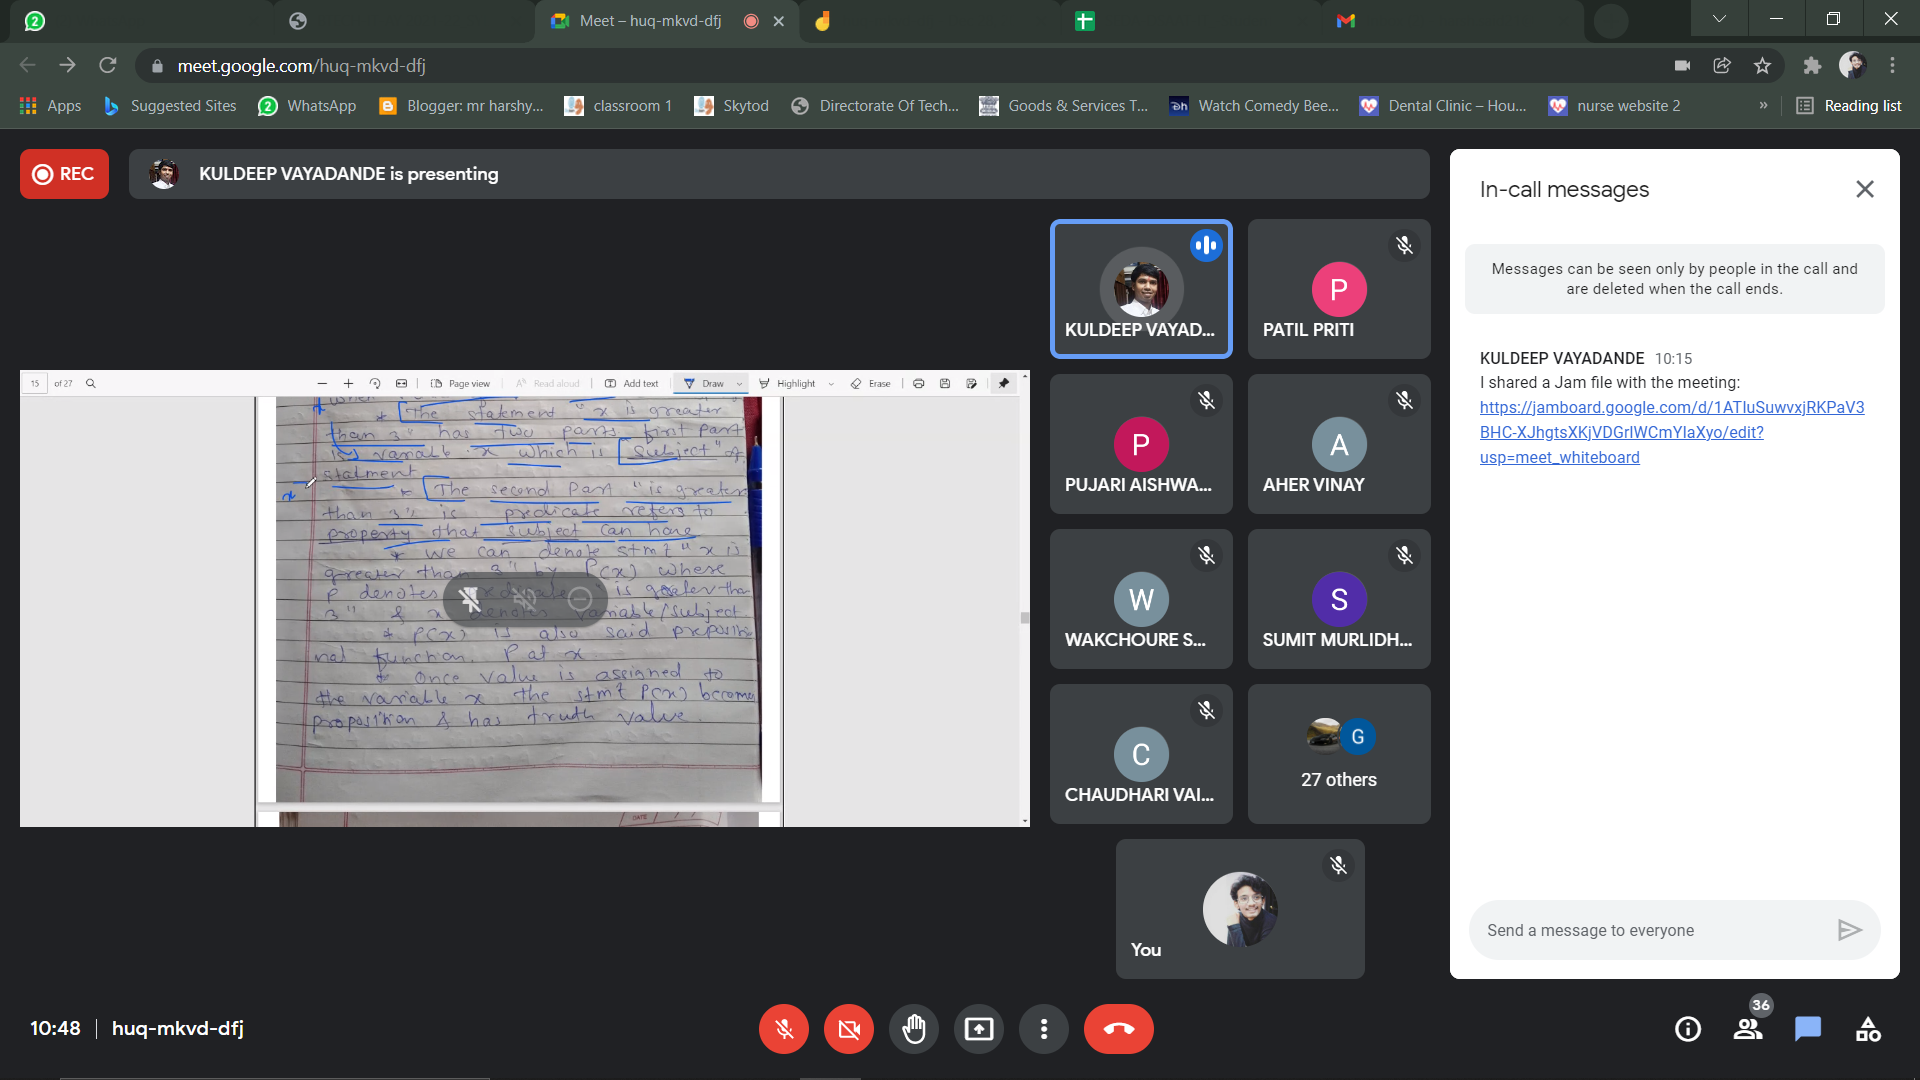 2
Meet – huq-mkvd-dfj
meet.google.com/huq-mkvd-dfj
Apps
Suggested Sites
2
WhatsApp
Blogger: mr harshy...
classroom 1
Skytod
Directorate Of Tech...
Goods & Services T...
Watch Comedy Bee...
Dental Clinic – Hou...
nurse website 2
»
Reading list
REC
KULDEEP VAYADANDE is presenting
15
of 27
Page view
Read aloud
Add text
Draw
Highlight
Erase
* The statment "x is greater
than 3" has two parts. first part
is variable x which is subject" of
statment
x
* The second Part "is greater
than 3" is predicate refers to
property that subject can have
* we can denote stmt "x is
greater than 3" by P(x) where
P denotes "is greater than
3" & x denotes variable/subject
* P(x) is also said propositio
nal function. P at x
* Once value is assigned to
the variable x the stmt P(x) becomes
proposition & has truth value.
DATE
KULDEEP VAYAD...
P
PATIL PRITI
P
PUJARI AISHWA...
A
AHER VINAY
W
WAKCHOURE S...
S
SUMIT MURLIDH...
C
CHAUDHARI VAI...
G
27 others
You
In-call messages
Messages can be seen only by people in the call and
are deleted when the call ends.
KULDEEP VAYADANDE 10:15
I shared a Jam file with the meeting:
https://jamboard.google.com/d/1ATIuSuwvxjRKPaV3
BHC-XJhgtsXKjVDGrIWCmYlaXyo/edit?
usp=meet_whiteboard
Send a message to everyone
10:48
huq-mkvd-dfj
36